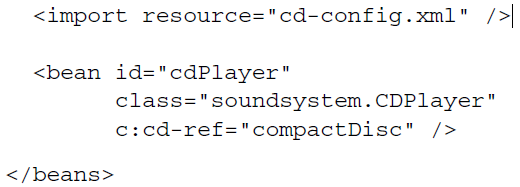 <import resource="cd-config.xml" />
<bean id="cdPlayer"
class="soundsystem.CDPlayer"
c:cd-ref="compactDisc" />
</beans>